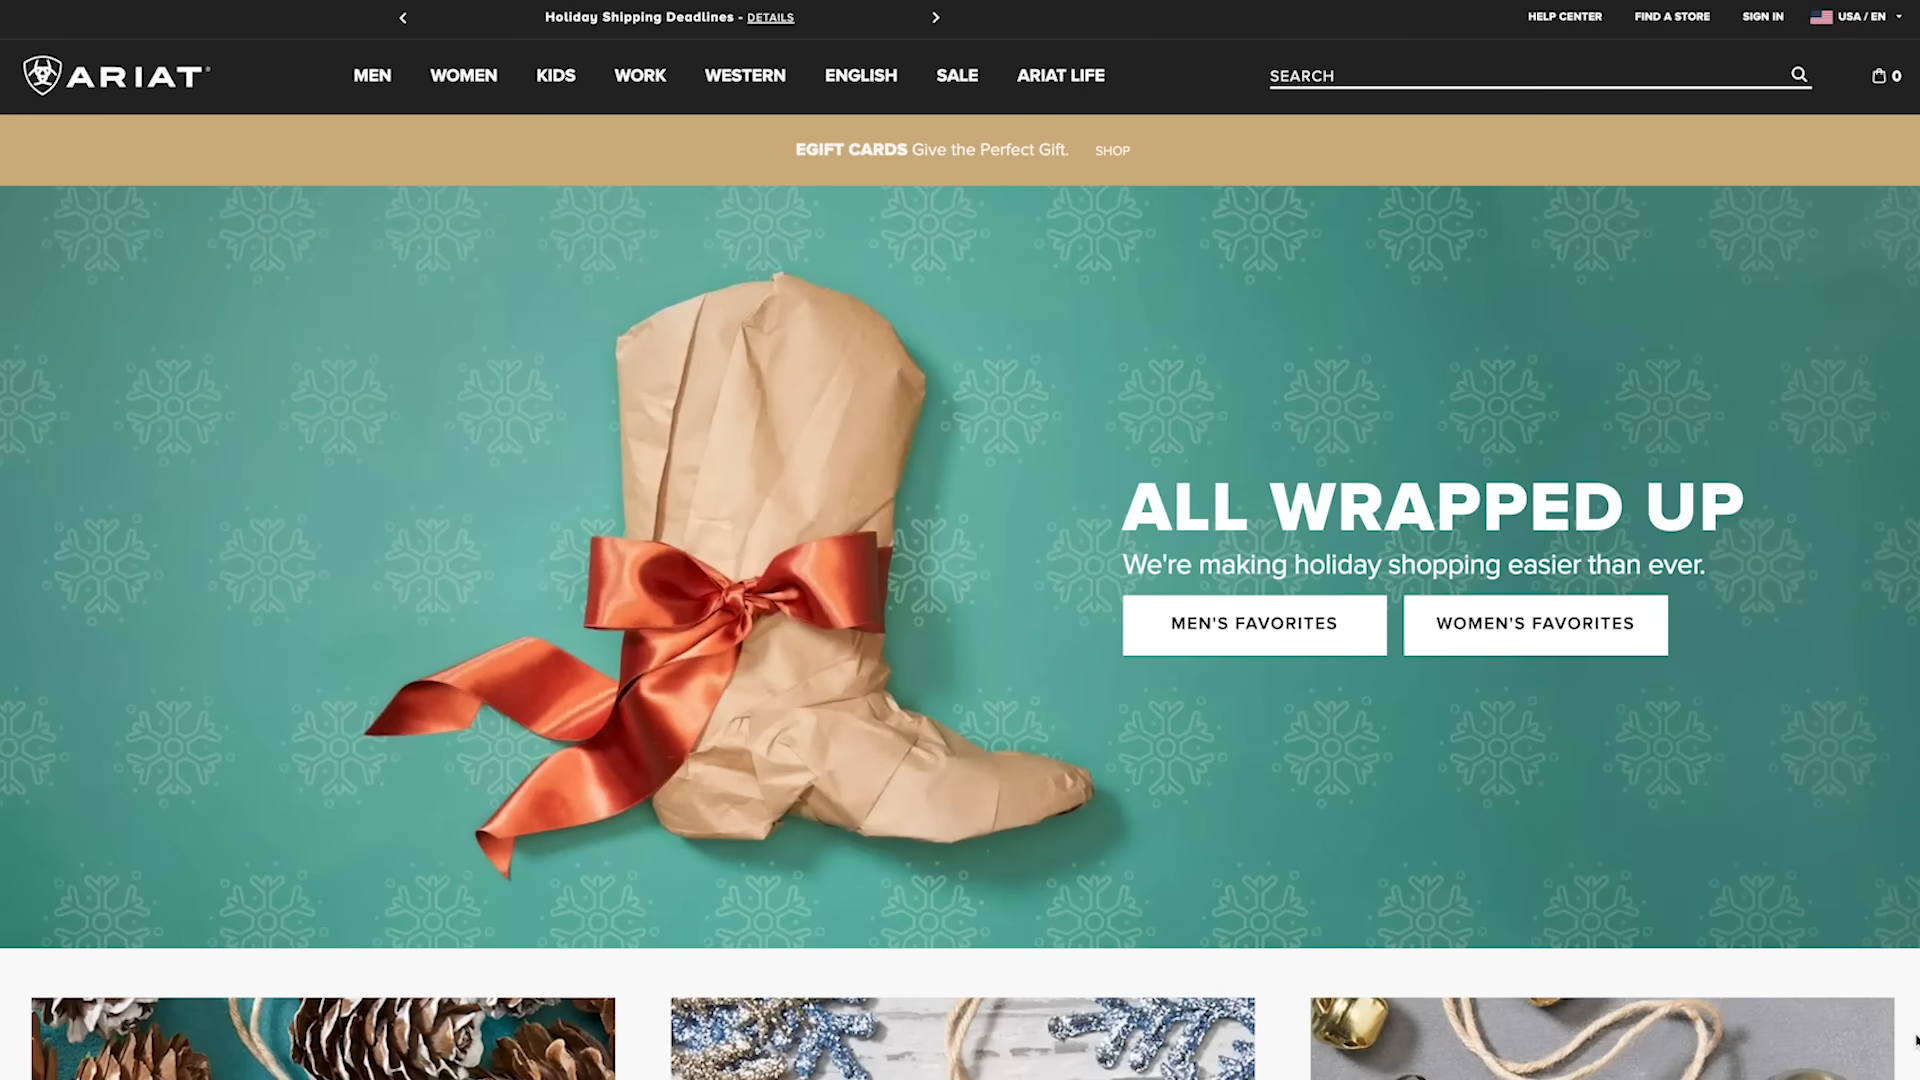 Holiday Shipping Deadlines - DETAILS
HELP CENTER
FIND A STORE
SIGN IN
USA / EN
ARIAT
MEN
WOMEN
KIDS
WORK
WESTERN
ENGLISH
SALE
ARIAT LIFE
SEARCH
0
EGIFT CARDS Give the Perfect Gift. SHOP
ALL WRAPPED UP
We're making holiday shopping easier than ever.
MEN'S FAVORITES
WOMEN'S FAVORITES